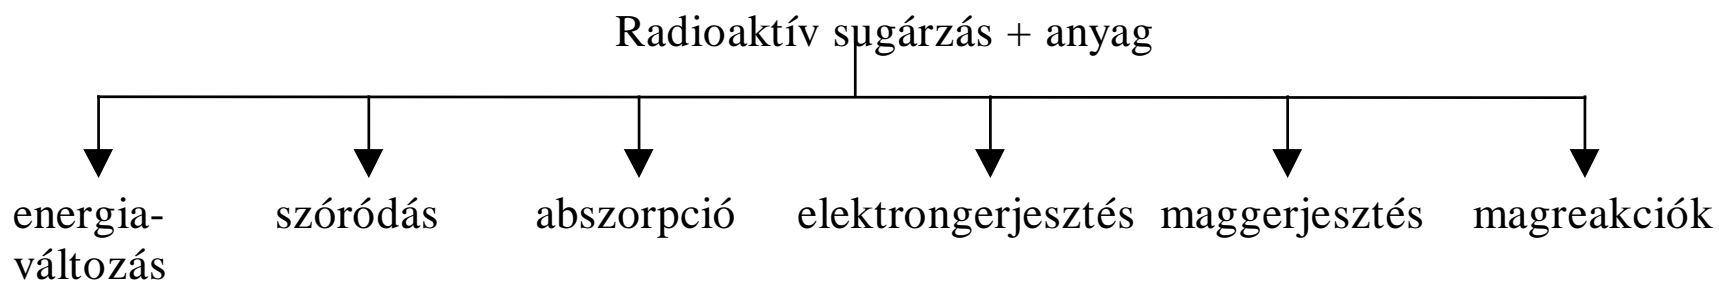 Radioaktív sugárzás + anyag
energia- szóródás abszorpció elektrongerjesztés maggerjesztés magreakciók
változás